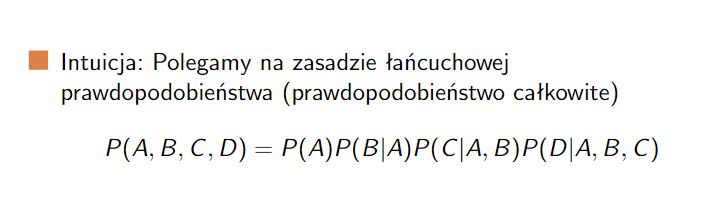 Intuicja: Polegamy na zasadzie łańcuchowej
prawdopodobieństwa (prawdopodobieństwo całkowite)
P(A, B, C, D) = P(A)P(B|A)P(C|A, B)P(D|A, B, C)